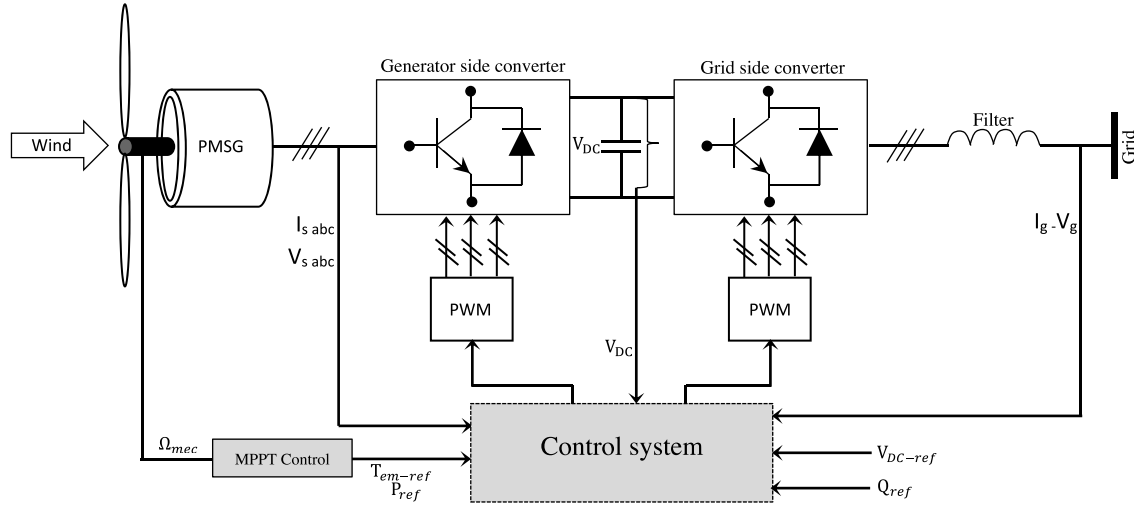 Generator side converter
Grid side converter
Wind
PMSG
V_DC
Filter
Grid
I_s abc
V_s abc
I_g - V_g
PWM
PWM
V_DC
Control system
Ω_mec
MPPT Control
T_em−ref
P_ref
V_DC−ref
Q_ref